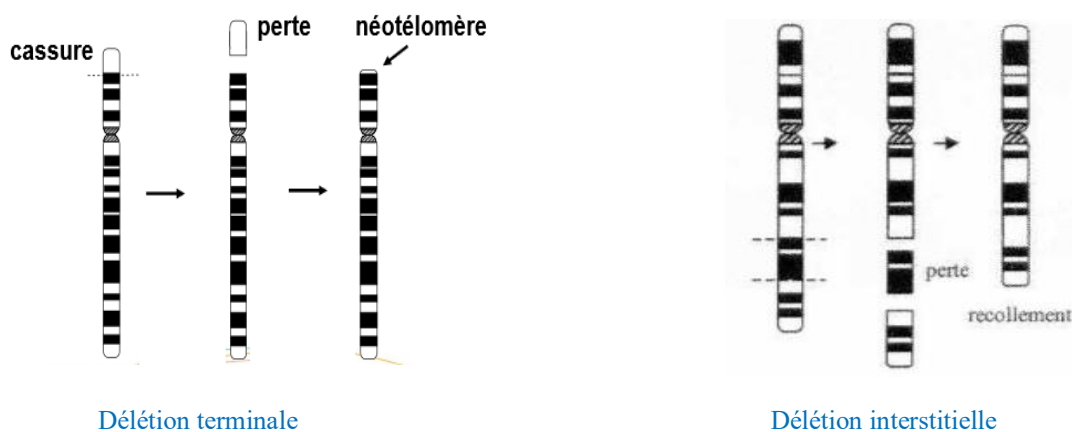 cassure
perte
néotélomère
perte
recollement
Délétion terminale
Délétion interstitielle